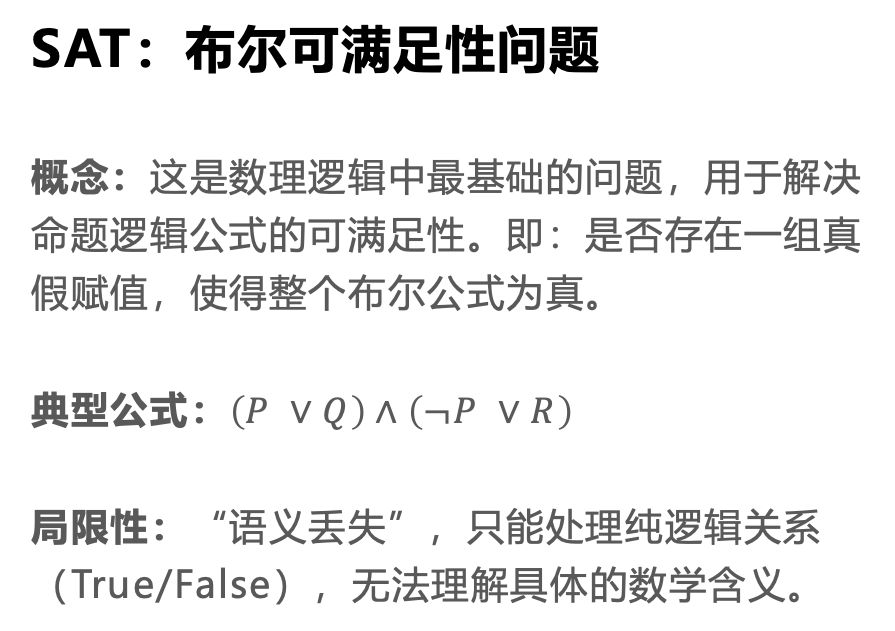 SAT：布尔可满足性问题
概念：这是数理逻辑中最基础的问题，用于解决
命题逻辑公式的可满足性。即：是否存在一组真
假赋值，使得整个布尔公式为真。
典型公式：(P ∨ Q) ∧ (¬P ∨ R)
局限性：“语义丢失”，只能处理纯逻辑关系
（True/False），无法理解具体的数学含义。